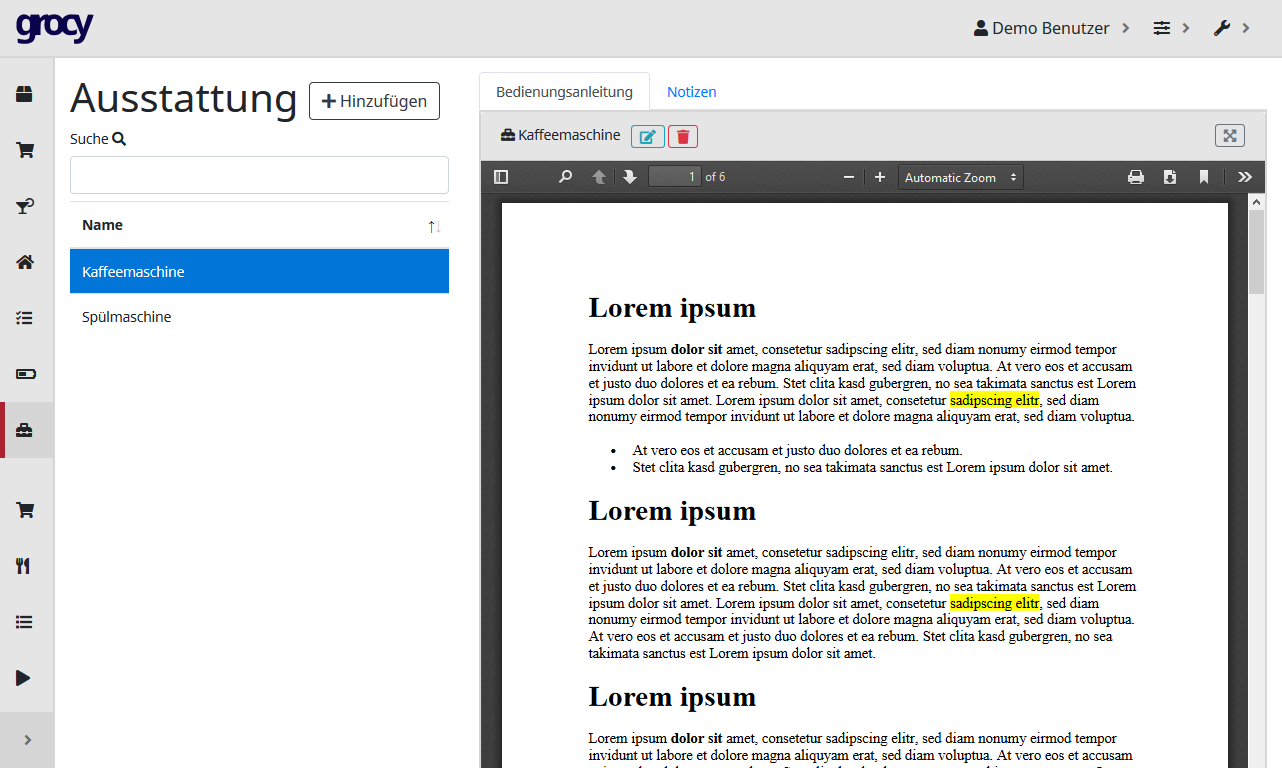 grocy
Demo Benutzer
Ausstattung
Hinzufügen
Suche
Name
Kaffeemaschine
Spülmaschine
Bedienungsanleitung
Notizen
Kaffeemaschine
1 of 6
Automatic Zoom
Lorem ipsum
Lorem ipsum dolor sit amet, consetetur sadipscing elitr, sed diam nonumy eirmod tempor
invidunt ut labore et dolore magna aliquyam erat, sed diam voluptua. At vero eos et accusam
et justo duo dolores et ea rebum. Stet clita kasd gubergren, no sea takimata sanctus est Lorem
ipsum dolor sit amet. Lorem ipsum dolor sit amet, consetetur sadipscing elitr, sed diam
nonumy eirmod tempor invidunt ut labore et dolore magna aliquyam erat, sed diam voluptua.
• At vero eos et accusam et justo duo dolores et ea rebum.
• Stet clita kasd gubergren, no sea takimata sanctus est Lorem ipsum dolor sit amet.
Lorem ipsum
Lorem ipsum dolor sit amet, consetetur sadipscing elitr, sed diam nonumy eirmod tempor
invidunt ut labore et dolore magna aliquyam erat, sed diam voluptua. At vero eos et accusam
et justo duo dolores et ea rebum. Stet clita kasd gubergren, no sea takimata sanctus est Lorem
ipsum dolor sit amet. Lorem ipsum dolor sit amet, consetetur sadipscing elitr, sed diam
nonumy eirmod tempor invidunt ut labore et dolore magna aliquyam erat, sed diam voluptua.
At vero eos et accusam et justo duo dolores et ea rebum. Stet clita kasd gubergren, no sea
takimata sanctus est Lorem ipsum dolor sit amet.
Lorem ipsum
Lorem ipsum dolor sit amet, consetetur sadipscing elitr, sed diam nonumy eirmod tempor
invidunt ut labore et dolore magna aliquyam erat, sed diam voluptua. At vero eos et accusam